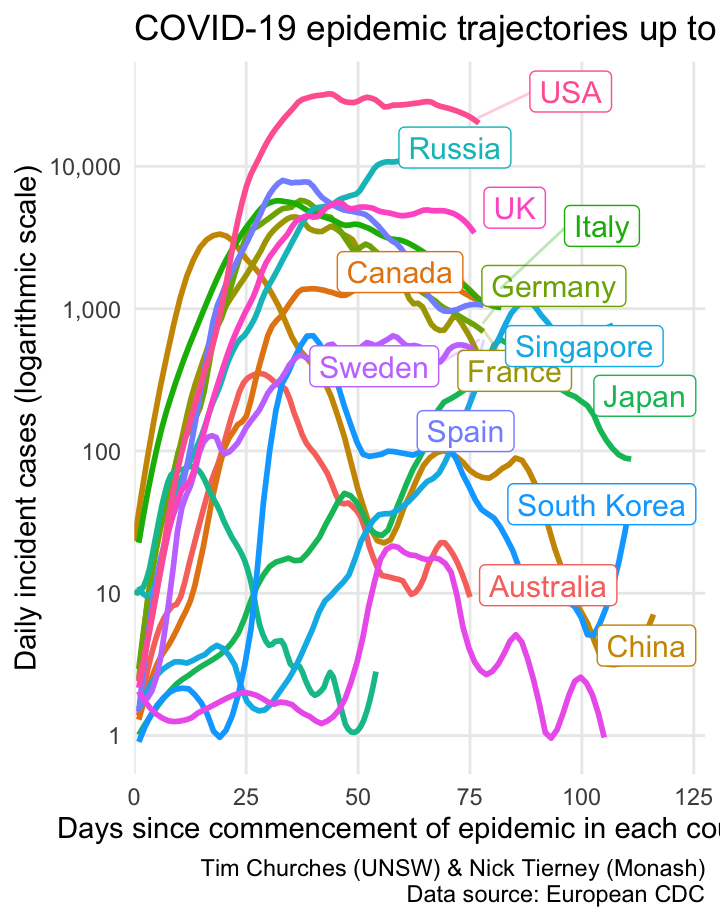 COVID-19 epidemic trajectories up to
Daily incident cases (logarithmic scale)
10,000
1,000
100
10
1
USA
Russia
UK
Italy
Canada
Germany
Singapore
Sweden
France
Japan
Spain
South Korea
Australia
China
0 25 50 75 100 125
Days since commencement of epidemic in each
Tim Churches (UNSW) & Nick Tierney (Monash)
Data source: European CDC